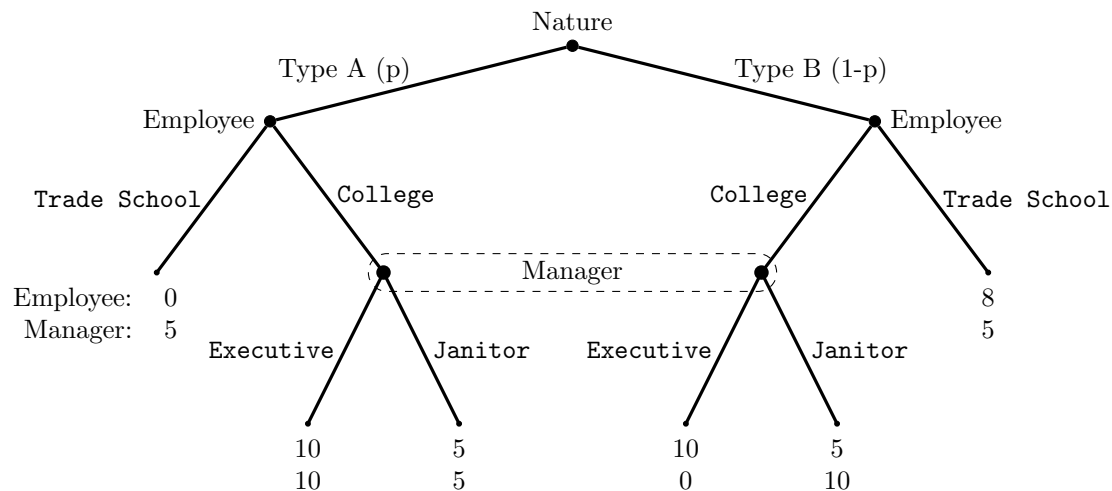 Nature
Type A (p)
Type B (1-p)
Employee
Employee
Trade School
College
College
Trade School
Manager
Employee: 0
8
Manager: 5
5
Executive
Janitor
Executive
Janitor
10 5 10 5
10 5 0 10